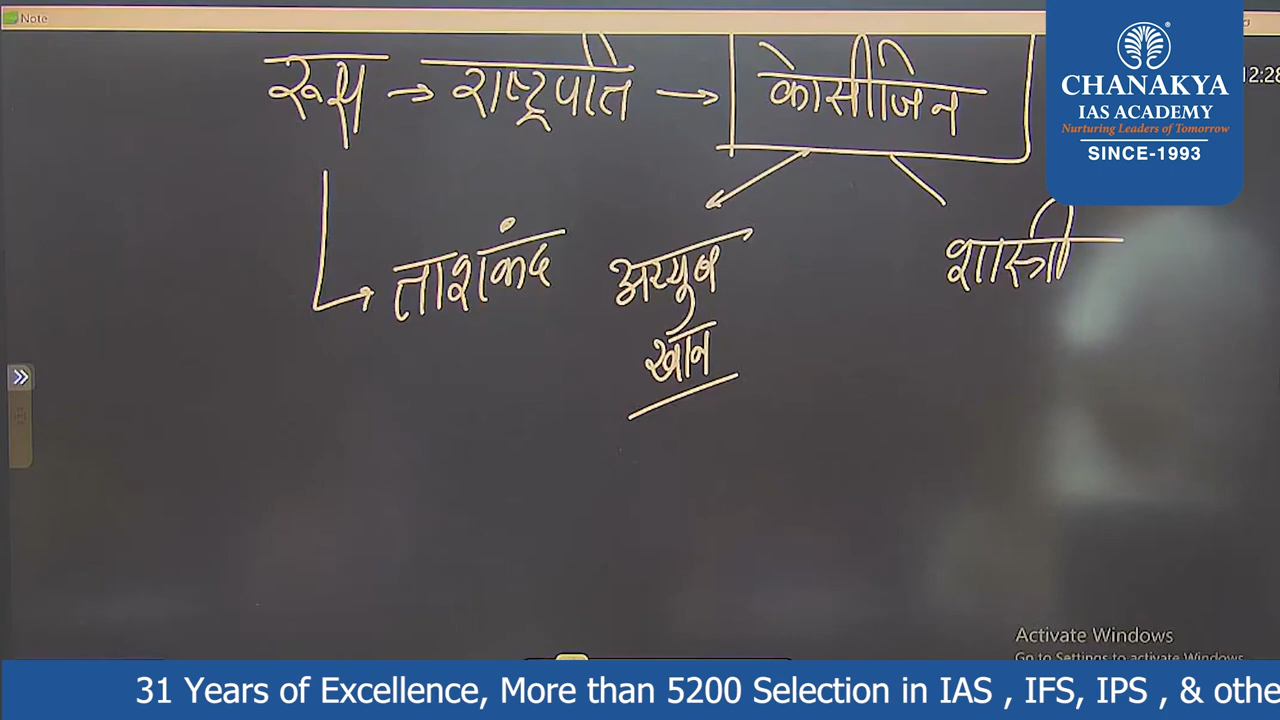 Note
रूस → राष्ट्रपति → कोसीजिन
ताशकंद अय्युब शास्त्री
खान
CHANAKYA
IAS ACADEMY
Nurturing Leaders of Tomorrow
SINCE-1993
12:28
Activate Windows
Go to Settings to activate Windows
31 Years of Excellence, More than 5200 Selection in IAS , IFS, IPS , & othe